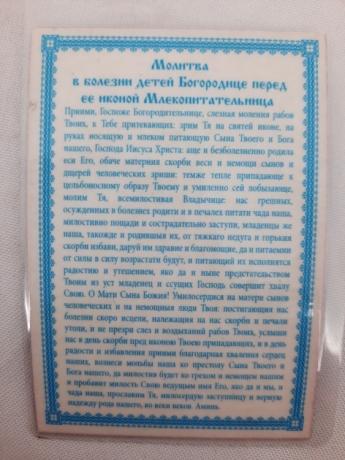 Молитва
в болезни детей Богородице перед
ее иконой Млекопитательница
Приими, Госпоже Богородительнице, слезная моления рабов
Твоих, к Тебе притекающих: зрим Тя на святей иконе, на
руках носящую и млеком питающую Сына Твоего и Бога
нашего, Господа Иисуса Христа: аще и безболезненно родила
еси Его, обаче матерния скорби веси и немощи сынов и
дщерей человеческих зриши: темже тепле припадающе к
цельбоносному образу Твоему и умиленно сей лобызающе,
молим Тя, всемилостивая Владычице: нас грешных,
осужденных в болезнех родити и в печалех питати чада наша,
милостивно пощади и сострадательно заступи, младенцы же
наша, такожде и родившия их, от тяжкаго недуга и горькия
скорби избави, даруй им здравие и благомощие, да и питаемии
от силы в силу возрастати будут, и питающий их исполнятся
радостию и утешением, яко да и ныне предстательством
Твоим из уст младенец и ссущих Господь совершит хвалу
Свою. О Мати Сына Божия! Умилосердися на матери сынов
человеческих и на немощныя люди Твоя: постигающия нас
болезни скоро исцели, належащия на нас скорби и печали
утоли, и не презри слез и воздыханий рабов Твоих, услыши
нас в день скорби пред иконою Твоею припадающих, и в день
радости и избавления приими благодарная хваления сердец
наших, вознеси мольбы наша ко престолу Сына Твоего и
Бога нашего, да милостив будет ко грехом и немощем нашим
и пробавит милость Свою ведущим имя Его, яко да и мы, и
чада наша, прославим Тя, милосердую заступницу и верную
надежду рода нашего, во веки веков. Аминь.